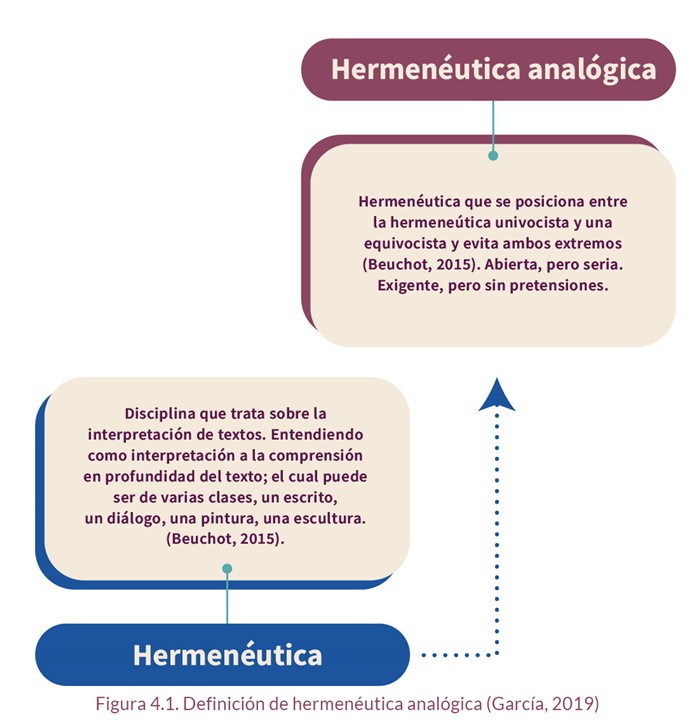 Hermenéutica analógica
Hermenéutica que se posiciona entre
la hermeneútica univocista y una
equivocista y evita ambos extremos
(Beuchot, 2015). Abierta, pero seria.
Exigente, pero sin pretensiones.
Disciplina que trata sobre la
interpretación de textos. Entendiendo
como interpretación a la comprensión
en profundidad del texto; el cual puede
ser de varias clases, un escrito,
un diálogo, una pintura, una escultura.
(Beuchot, 2015).
Hermenéutica
Figura 4.1. Definición de hermenéutica analógica (García, 2019)